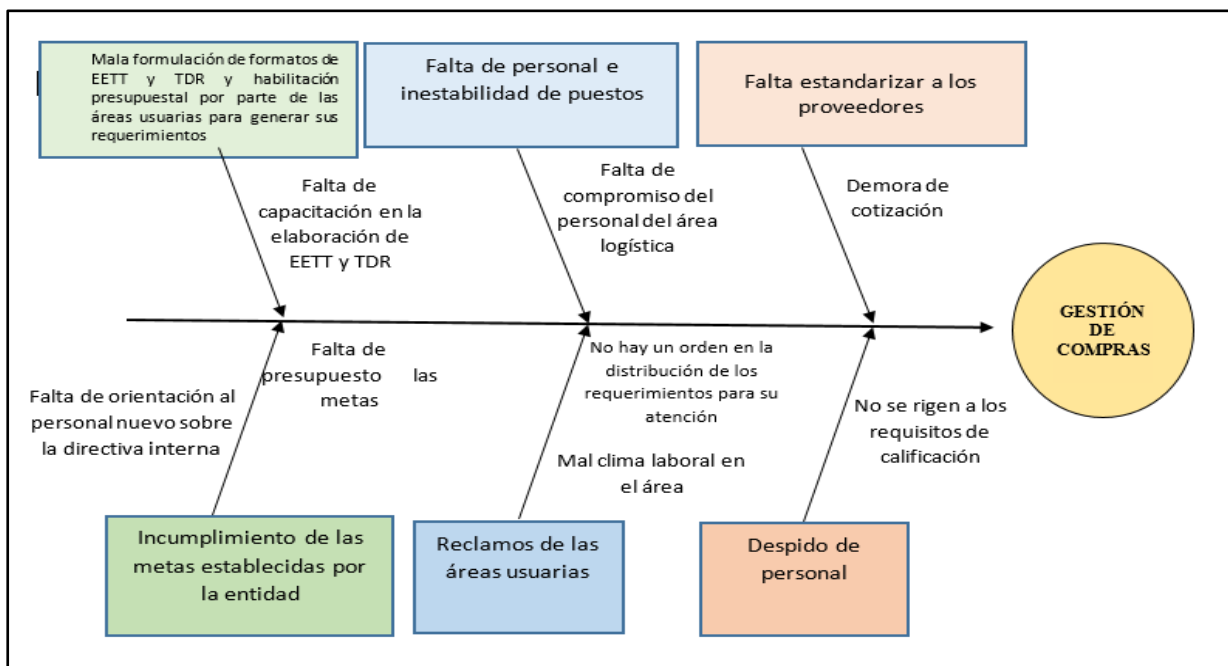 Mala formulación de formatos de
EETT y TDR y habilitación
presupuestal por parte de las
áreas usuarias para generar sus
requerimientos
Falta de personal e
inestabilidad de puestos
Falta estandarizar a los
proveedores
Falta de
capacitación en la
elaboración de
EETT y TDR
Falta de
compromiso del
personal del área
logística
Demora de
cotización
GESTIÓN
DE
COMPRAS
Falta de orientación al
personal nuevo sobre
la directiva interna
Falta de
presupuesto las
metas
No hay un orden en la
distribución de los
requerimientos para su
atención
Mal clima laboral en
el área
No se rigen a los
requisitos de
calificación
Incumplimiento de las
metas establecidas por
la entidad
Reclamos de las
áreas usuarias
Despido de
personal